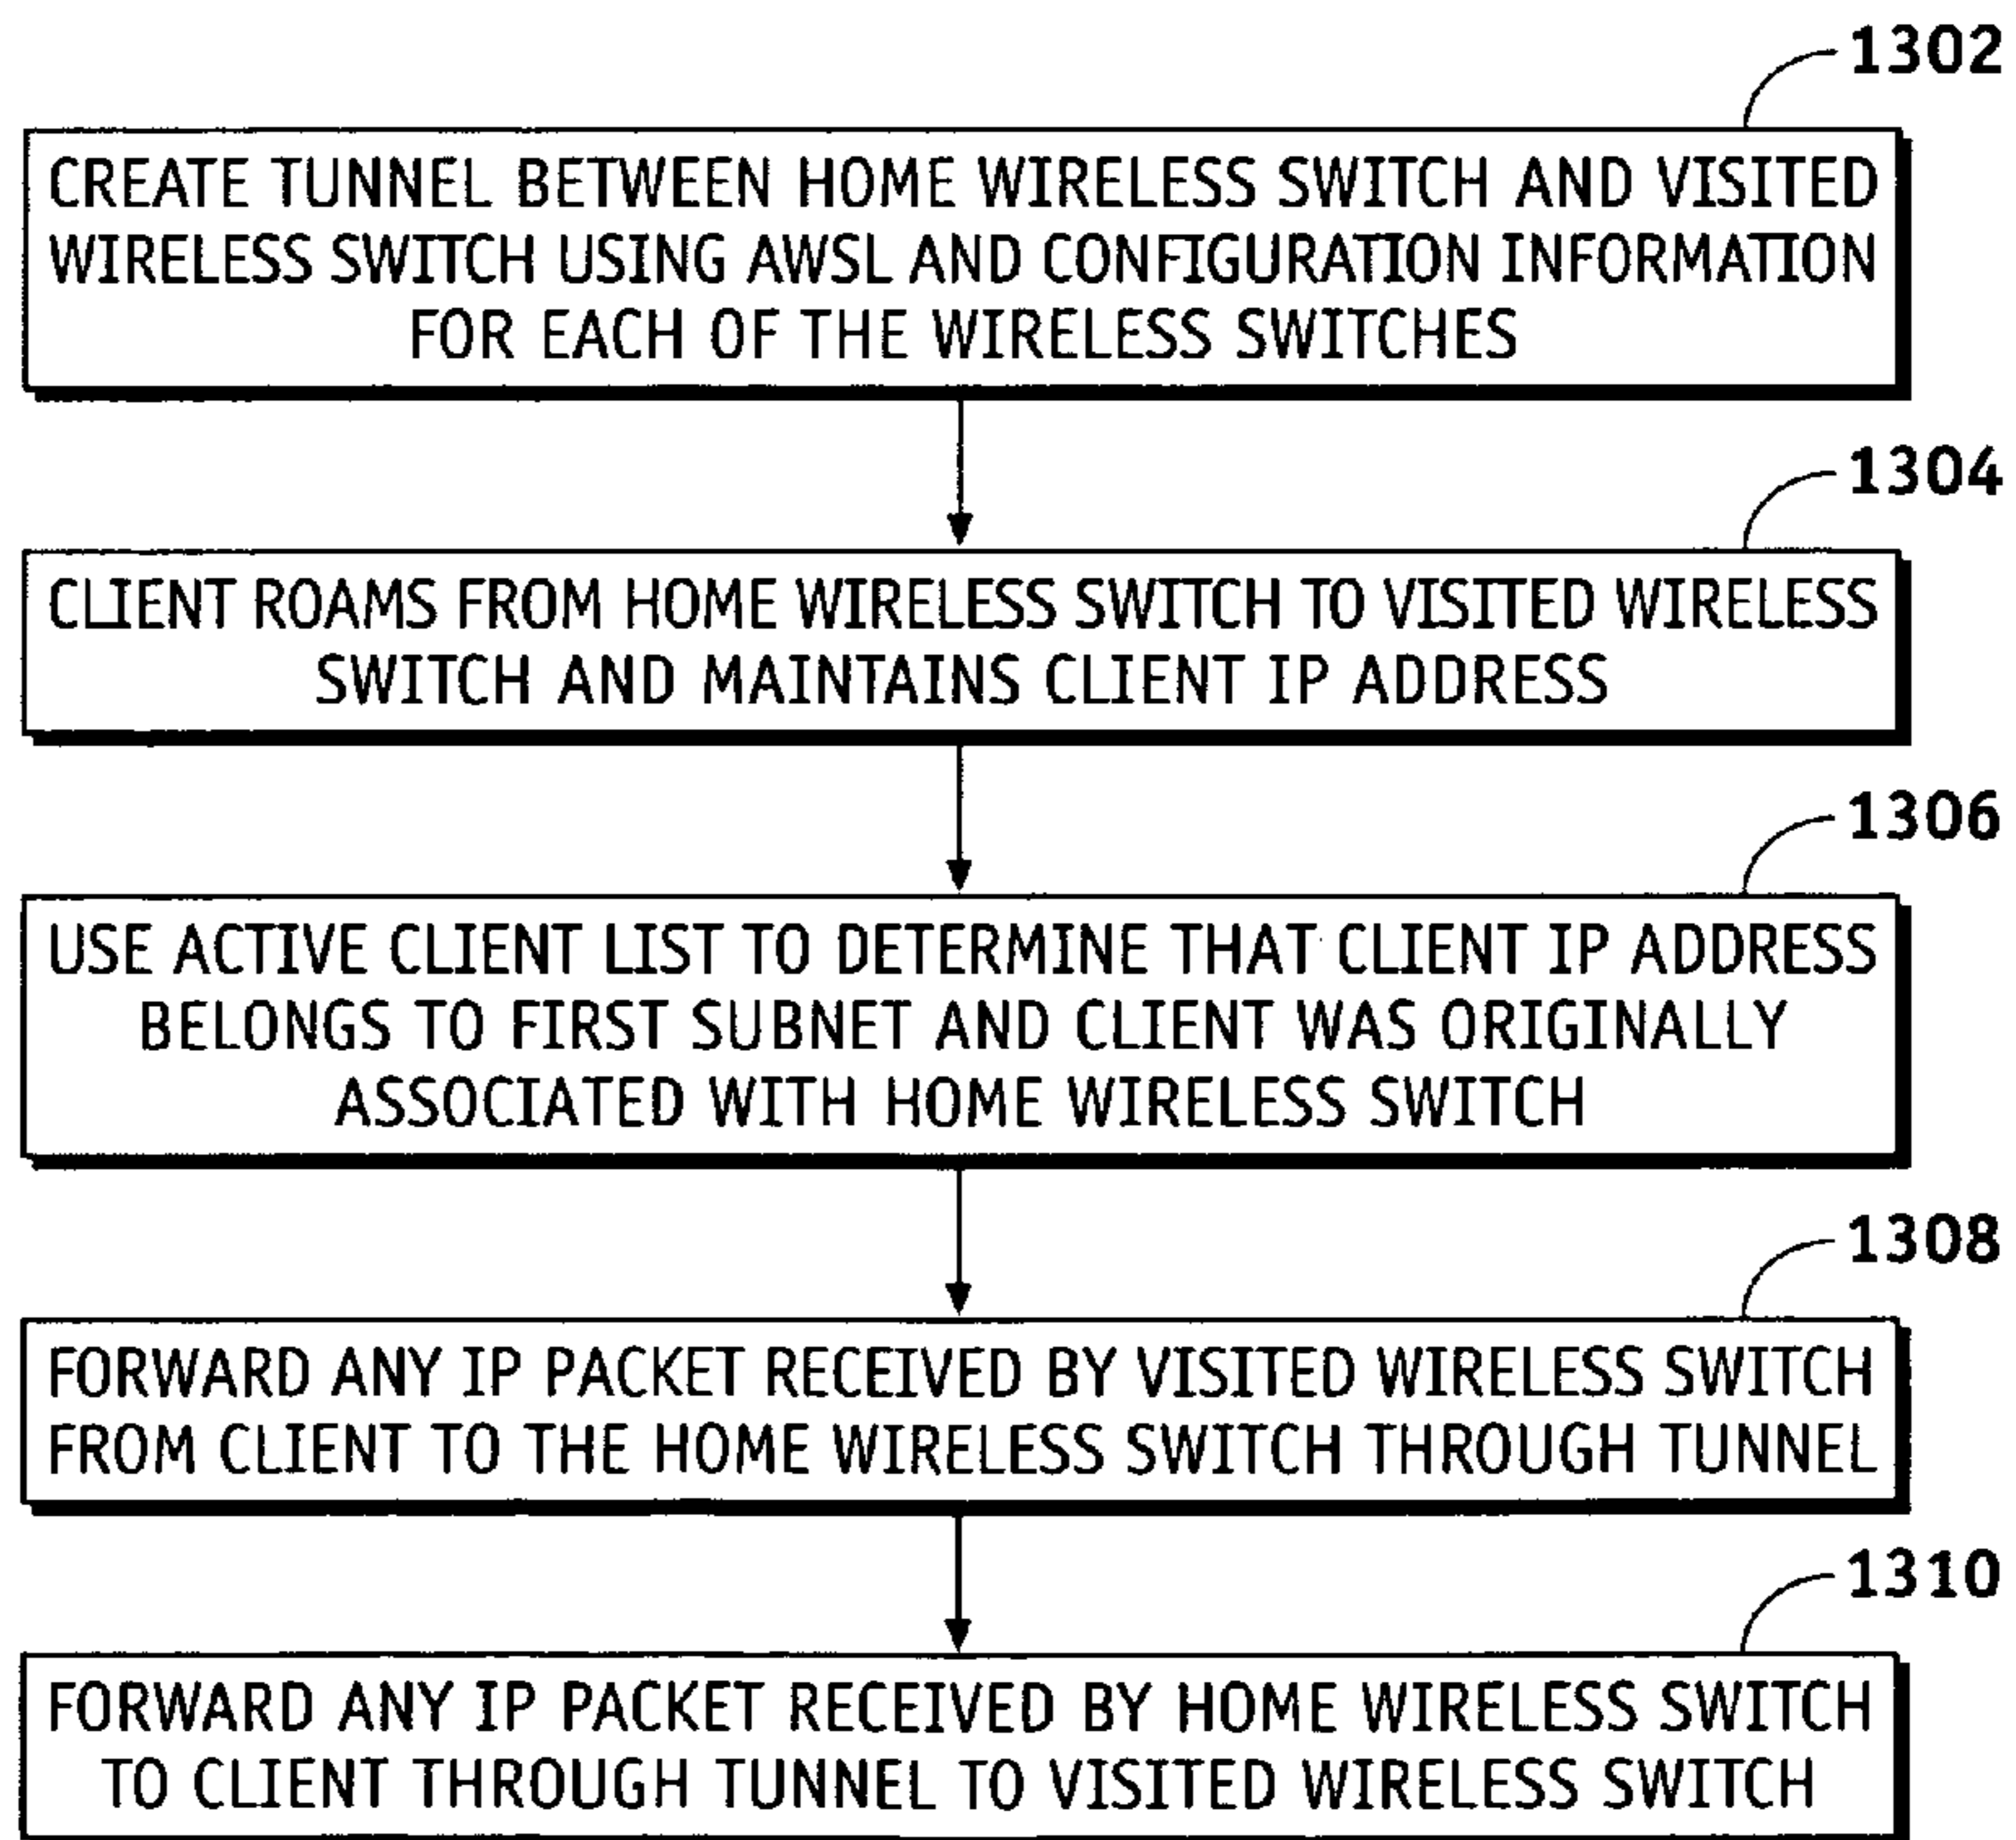 1302
CREATE TUNNEL BETWEEN HOME WIRELESS SWITCH AND VISITED
WIRELESS SWITCH USING AWSL AND CONFIGURATION INFORMATION
FOR EACH OF THE WIRELESS SWITCHES
1304
CLIENT ROAMS FROM HOME WIRELESS SWITCH TO VISITED WIRELESS
SWITCH AND MAINTAINS CLIENT IP ADDRESS
1306
USE ACTIVE CLIENT LIST TO DETERMINE THAT CLIENT IP ADDRESS
BELONGS TO FIRST SUBNET AND CLIENT WAS ORIGINALLY
ASSOCIATED WITH HOME WIRELESS SWITCH
1308
FORWARD ANY IP PACKET RECEIVED BY VISITED WIRELESS SWITCH
FROM CLIENT TO THE HOME WIRELESS SWITCH THROUGH TUNNEL
1310
FORWARD ANY IP PACKET RECEIVED BY HOME WIRELESS SWITCH
TO CLIENT THROUGH TUNNEL TO VISITED WIRELESS SWITCH